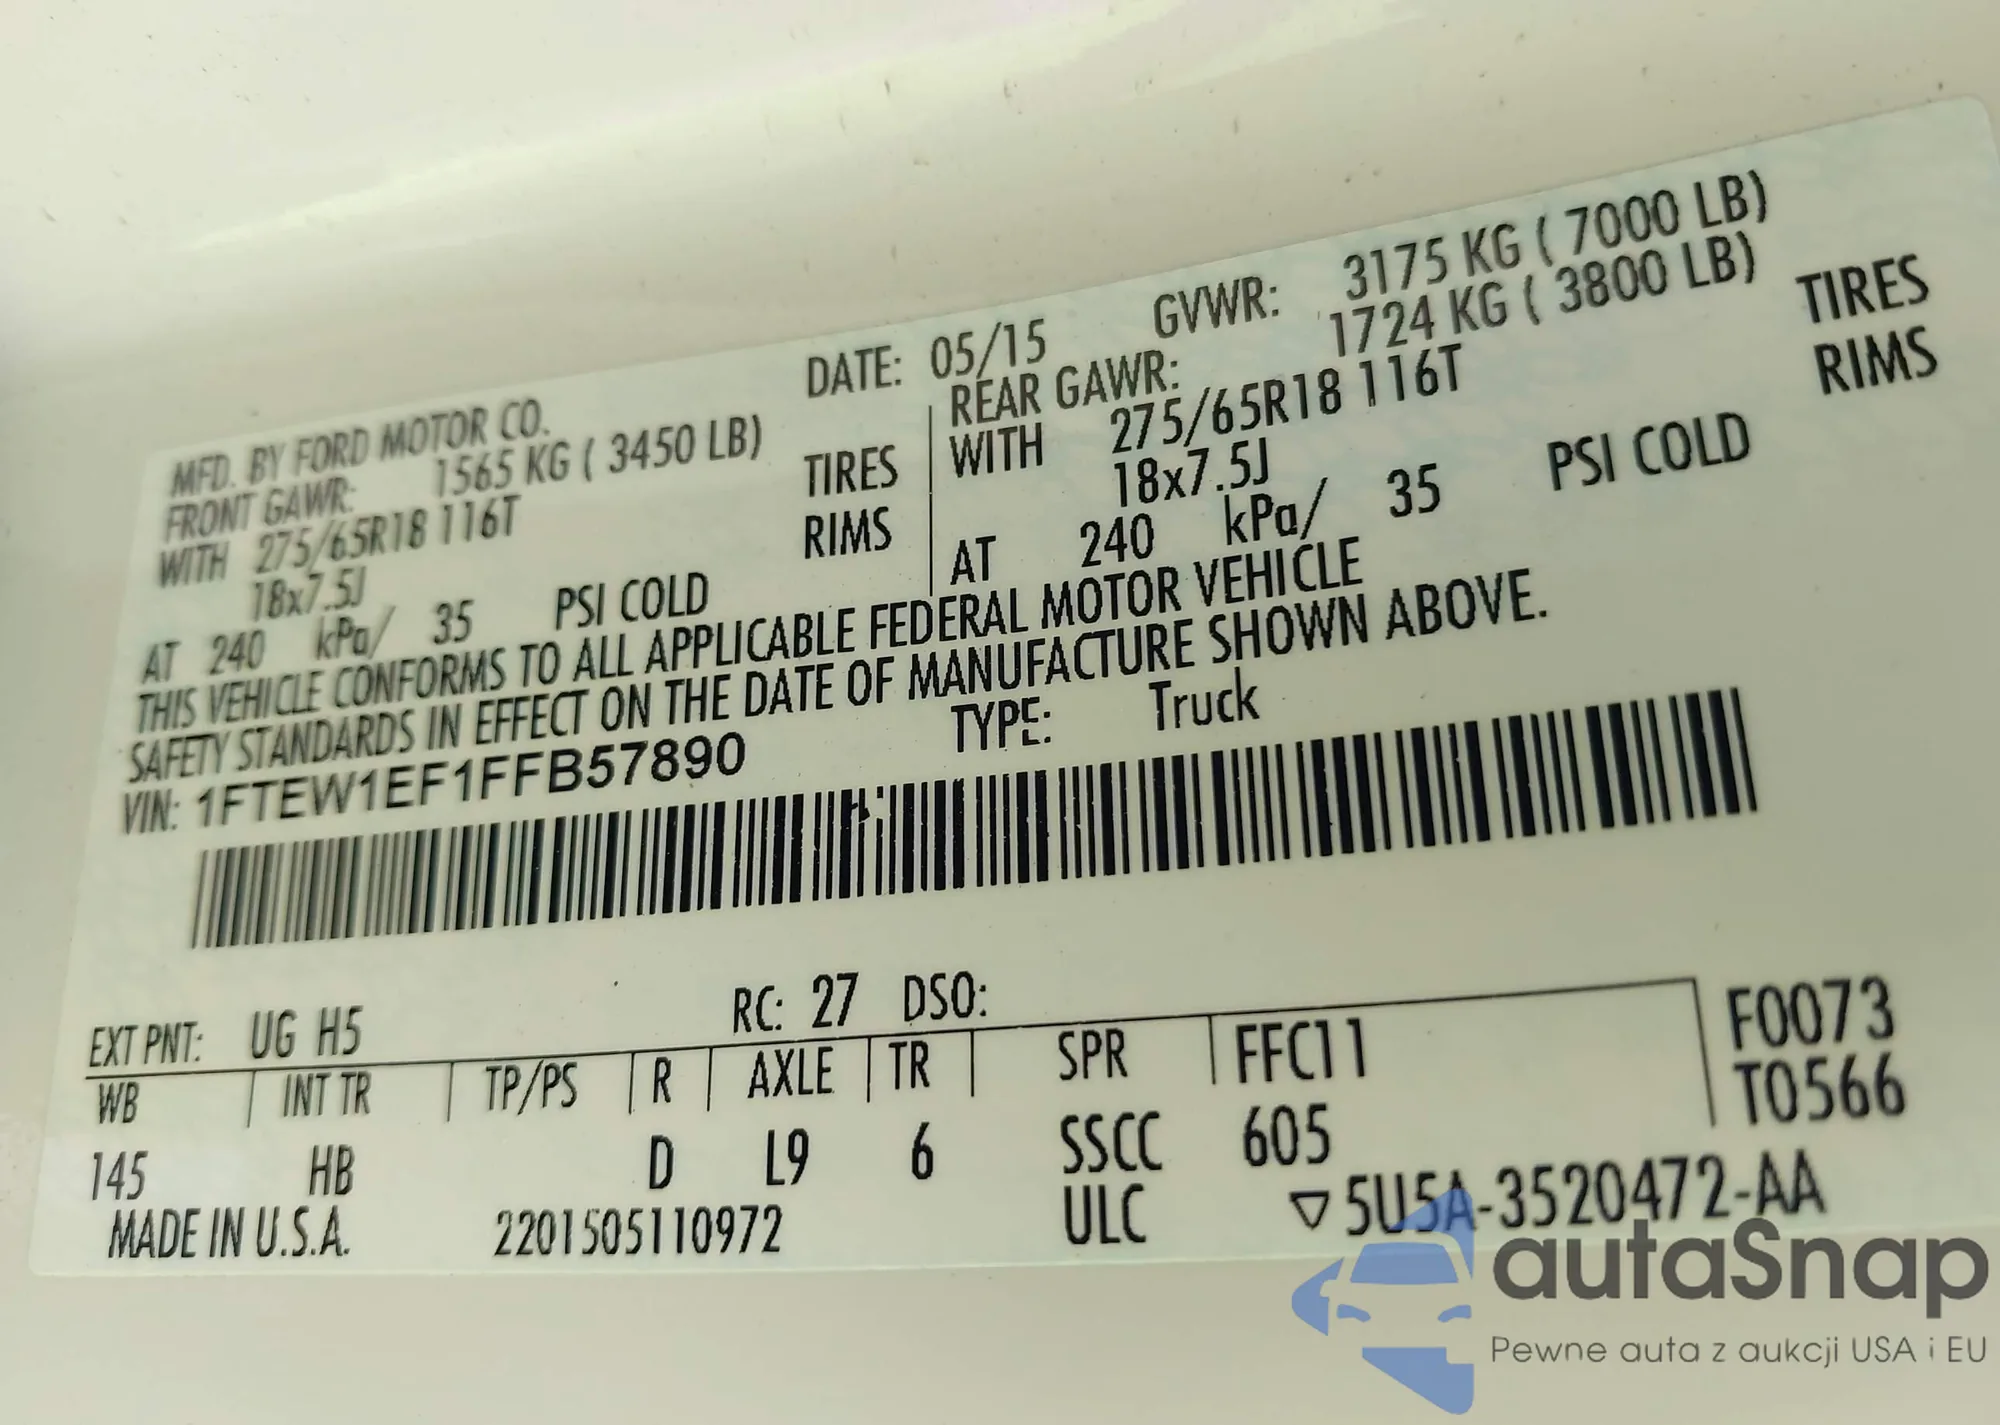 MFD. BY FORD MOTOR CO. DATE: 05/15 GVWR: 3175 KG ( 7000 LB)
FRONT GAWR: 1565 KG ( 3450 LB) REAR GAWR: 1724 KG ( 3800 LB)
WITH 275/65R18 116T TIRES WITH 275/65R18 116T TIRES
18x7.5J RIMS 18x7.5J RIMS
AT 240 kPa/ 35 PSI COLD AT 240 kPa/ 35 PSI COLD
THIS VEHICLE CONFORMS TO ALL APPLICABLE FEDERAL MOTOR VEHICLE
SAFETY STANDARDS IN EFFECT ON THE DATE OF MANUFACTURE SHOWN ABOVE.
VIN: 1FTEW1EF1FFB57890 TYPE: Truck
EXT PNT: UG H5 RC: 27 DSO: F0073
WB INT TR TP/PS R AXLE TR SPR FFC11 T0566
145 HB D L9 6 SSCC 605
MADE IN U.S.A. 2201505110972 ULC ▽5U5A-3520472-AA
autaSnap
Pewne auta z aukcji USA i EU